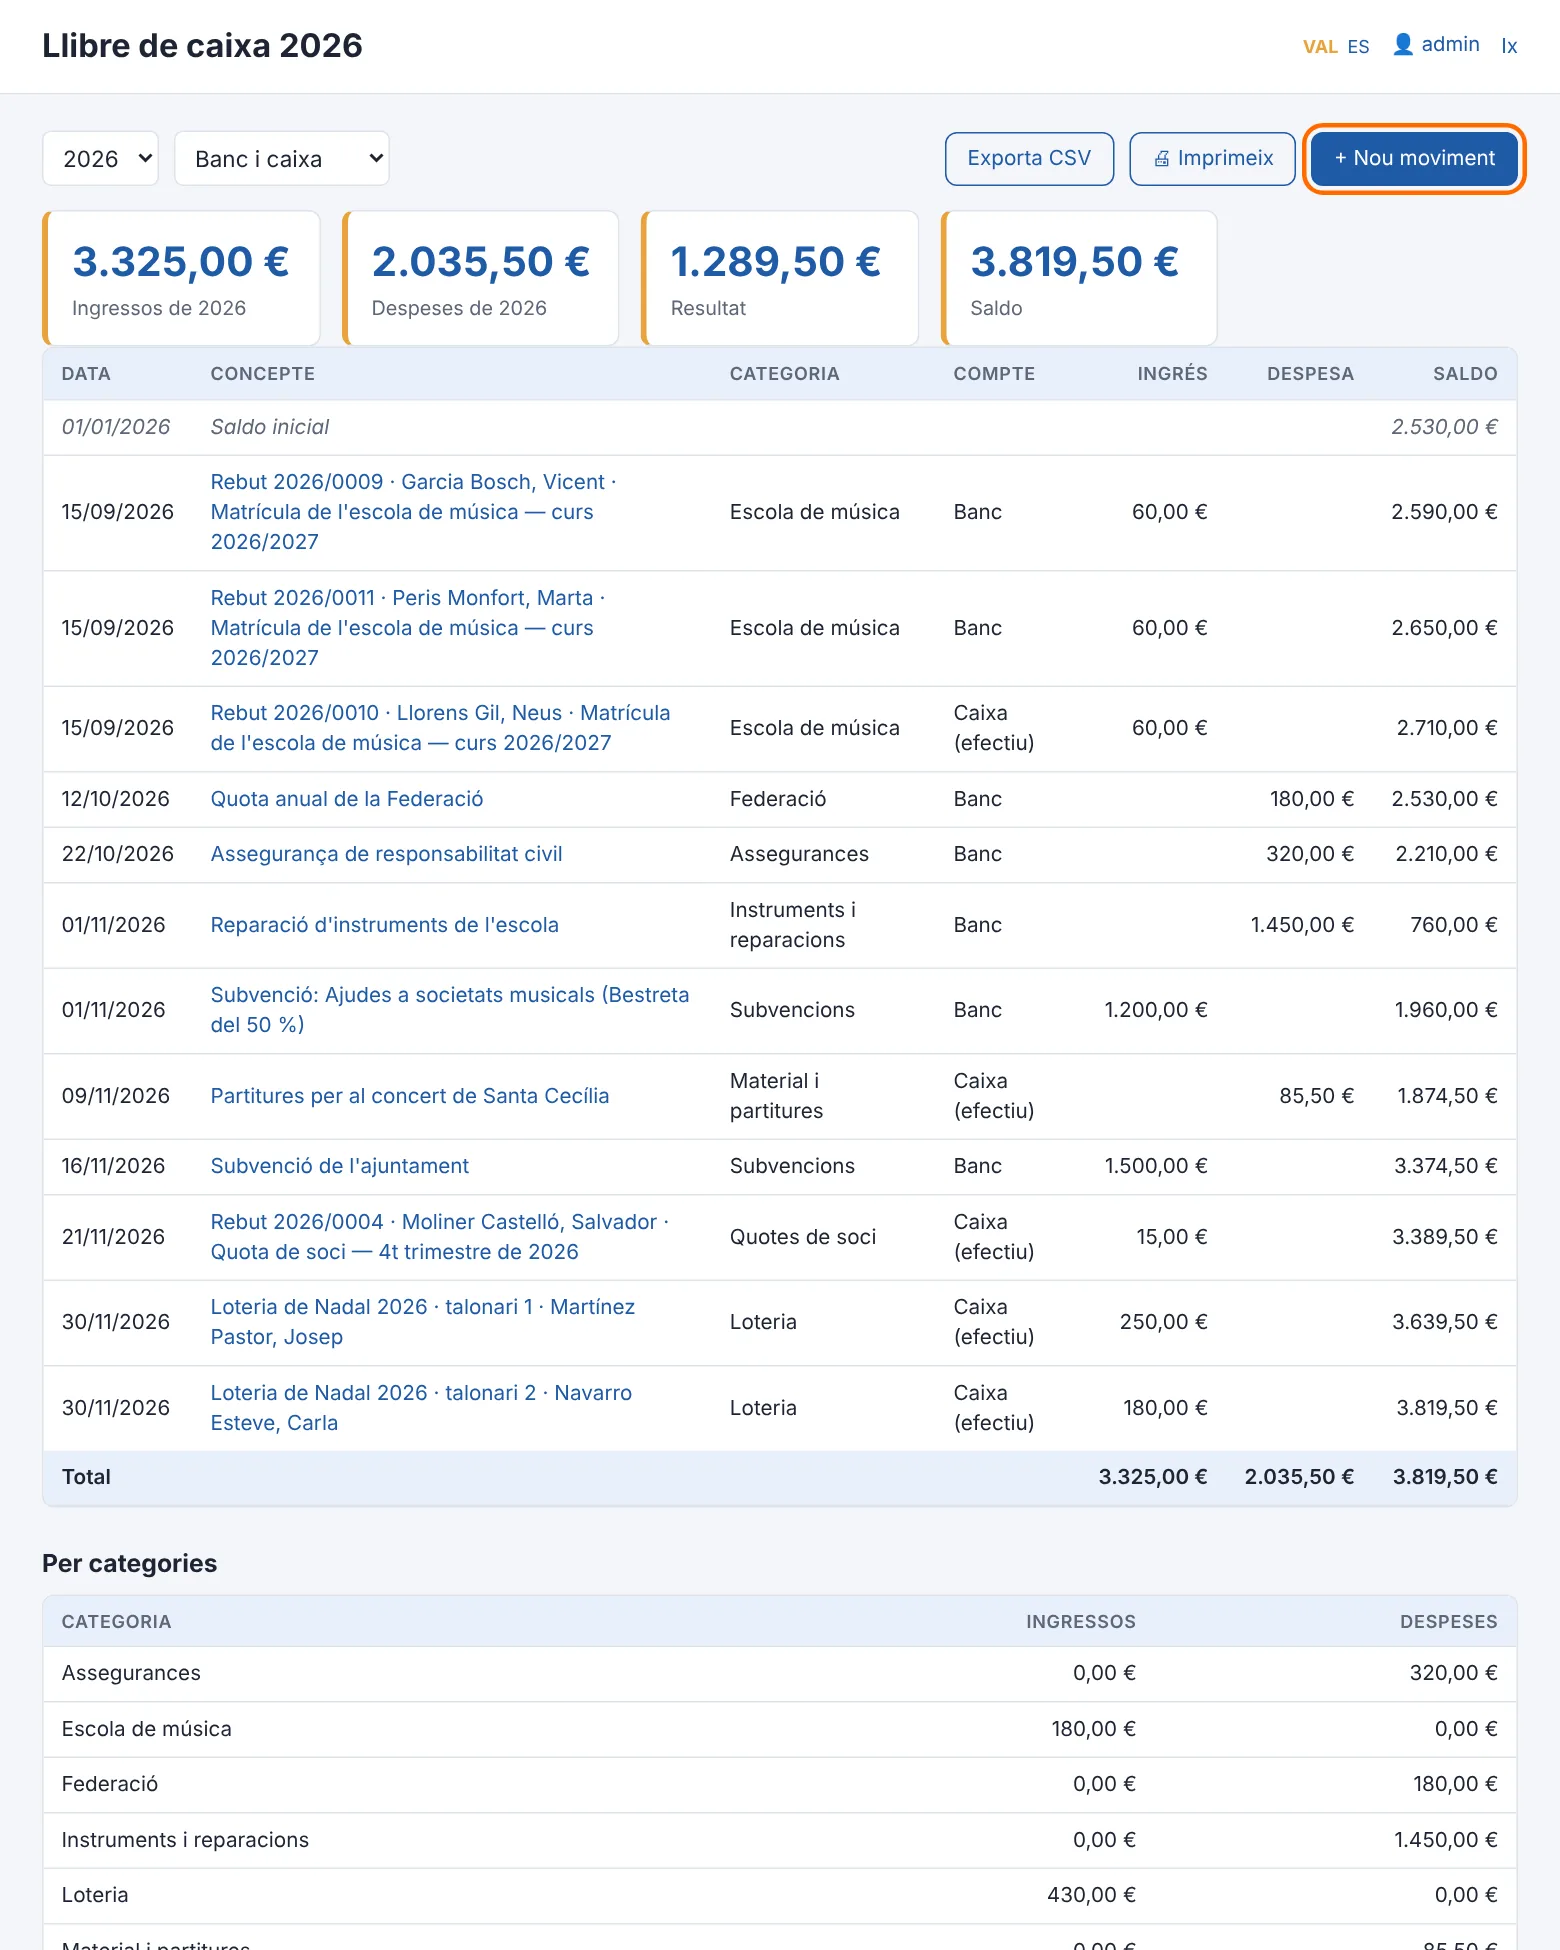 Llibre de caixa 2026
VAL ES 👤 admin Ix
2026 Banc i caixa Exporta CSV 🖨 Imprimeix + Nou moviment
3.325,00 € 2.035,50 € 1.289,50 € 3.819,50 €
Ingressos de 2026 Despeses de 2026 Resultat Saldo
DATA CONCEPTE CATEGORIA COMPTE INGRÉS DESPESA SALDO
01/01/2026 Saldo inicial 2.530,00 €
Rebut 2026/0009 · Garcia Bosch, Vicent ·
15/09/2026 Matrícula de l'escola de música — curs Escola de música Banc 60,00 € 2.590,00 €
2026/2027
Rebut 2026/0011 · Peris Monfort, Marta ·
15/09/2026 Matrícula de l'escola de música — curs Escola de música Banc 60,00 € 2.650,00 €
2026/2027
15/09/2026 Rebut 2026/0010 · Llorens Gil, Neus · Matrícula
de l'escola de música — curs 2026/2027 Escola de música Caixa
(efectiu) 60,00 € 2.710,00 €
12/10/2026 Quota anual de la Federació Federació Banc 180,00 € 2.530,00 €
22/10/2026 Assegurança de responsabilitat civil Assegurances Banc 320,00 € 2.210,00 €
01/11/2026 Reparació d'instruments de l'escola Instruments i
reparacions Banc 1.450,00 € 760,00 €
01/11/2026 Subvenció: Ajudes a societats musicals (Bestreta
del 50 %) Subvencions Banc 1.200,00 € 1.960,00 €
09/11/2026 Partitures per al concert de Santa Cecília Material i
partitures Caixa
(efectiu) 85,50 € 1.874,50 €
16/11/2026 Subvenció de l'ajuntament Subvencions Banc 1.500,00 € 3.374,50 €
21/11/2026 Rebut 2026/0004 · Moliner Castelló, Salvador ·
Quota de soci — 4t trimestre de 2026 Quotes de soci Caixa
(efectiu) 15,00 € 3.389,50 €
30/11/2026 Loteria de Nadal 2026 · talonari 1 · Martínez
Pastor, Josep Loteria Caixa
(efectiu) 250,00 € 3.639,50 €
30/11/2026 Loteria de Nadal 2026 · talonari 2 · Navarro
Esteve, Carla Loteria Caixa
(efectiu) 180,00 € 3.819,50 €
Total 3.325,00 € 2.035,50 € 3.819,50 €
Per categories
CATEGORIA INGRESSOS DESPESES
Assegurances 0,00 € 320,00 €
Escola de música 180,00 € 0,00 €
Federació 0,00 € 180,00 €
Instruments i reparacions 0,00 € 1.450,00 €
Loteria 430,00 € 0,00 €
Material i partitures 0,00 € 85,50 €